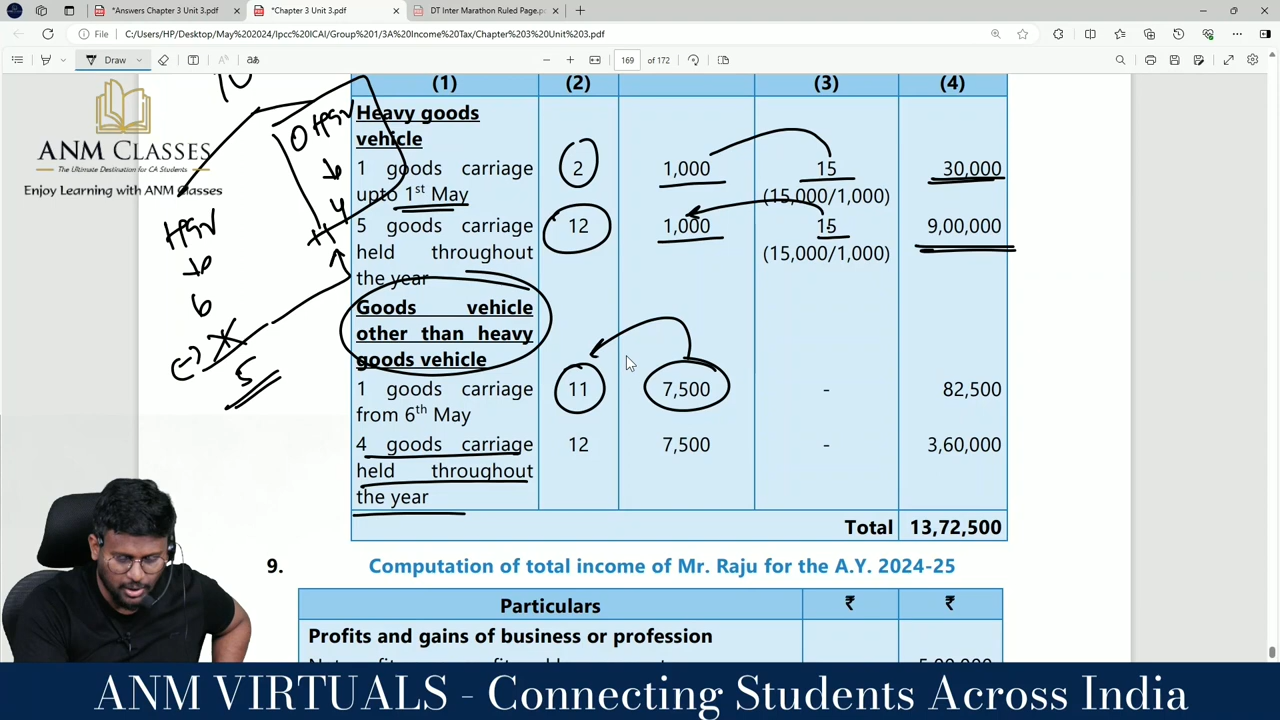 *Answers Chapter 3 Unit 3.pdf
*Chapter 3 Unit 3.pdf
DT Inter Marathon Ruled Page.p
File
C:/Users/HP/Desktop/May%202024/Ipcc%20ICAI/Group%201/3A%20Income%20Tax/Chapter%203%20Unit%203.pdf
Draw
169 of 172
ANM CLASSES
The Ultimate Destination for CA Students
Enjoy Learning with ANM Classes
10
OHGV
4
HGV
6
5
(1) (2) (3) (4)
Heavy goods
vehicle
1 goods carriage 2 1,000 15 30,000
upto 1st May (15,000/1,000)
5 goods carriage 12 1,000 15 9,00,000
held throughout (15,000/1,000)
the year
Goods vehicle
other than heavy
goods vehicle
1 goods carriage 11 7,500 - 82,500
from 6th May
4 goods carriage 12 7,500 - 3,60,000
held throughout
the year
Total 13,72,500
9. Computation of total income of Mr. Raju for the A.Y. 2024-25
Particulars ₹ ₹
Profits and gains of business or profession
ANM VIRTUALS - Connecting Students Across India